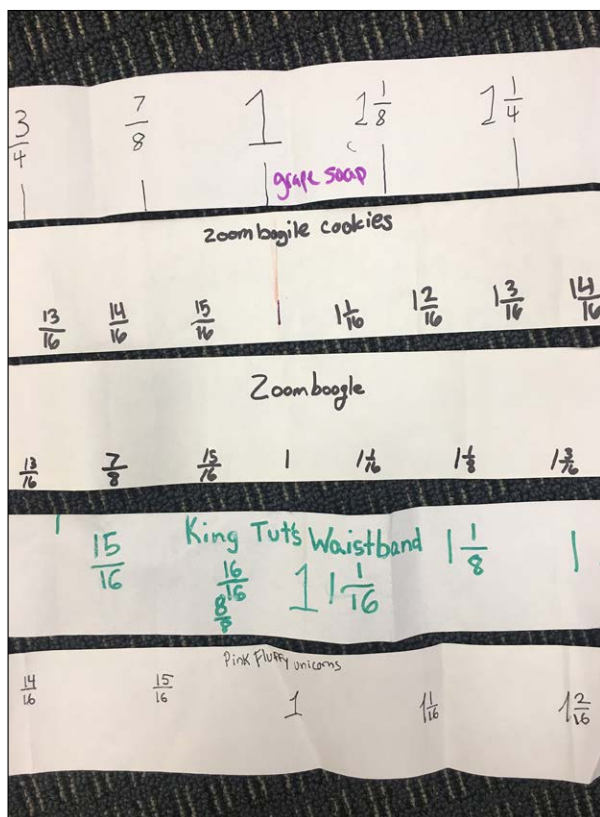 3/4 7/8 1 1 1/8 1 1/4
grape soap
zoombogile cookies
13/16 14/16 15/16 1 1 1/16 1 2/16 1 3/16 14/16
Zoomboogle
13/16 7/8 15/16 1 1 1/16 1 1/8 1 3/16
King Tut's Waistband
15/16 16/16 1 1 1/16 1 1/8 1
8/8
Pink Fluffy unicorns
14/16 15/16 1 1 1/16 1 2/16